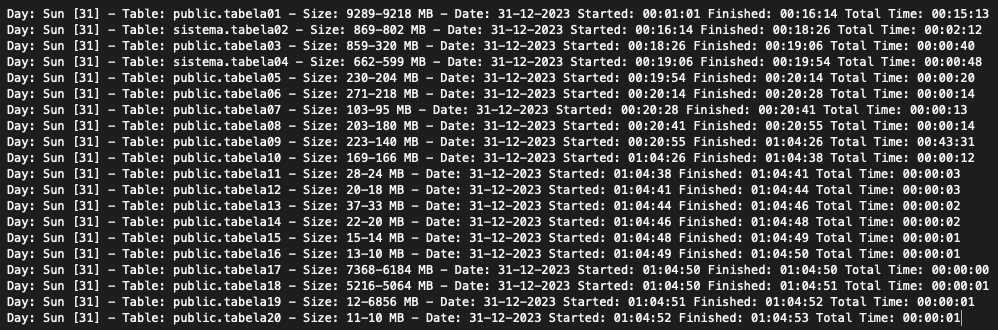 Day: Sun [31] - Table: public.tabela01 - Size: 9289-9218 MB - Date: 31-12-2023 Started: 00:01:01 Finished: 00:16:14 Total Time: 00:15:13
Day: Sun [31] - Table: sistema.tabela02 - Size: 869-802 MB - Date: 31-12-2023 Started: 00:16:14 Finished: 00:18:26 Total Time: 00:02:12
Day: Sun [31] - Table: public.tabela03 - Size: 859-320 MB - Date: 31-12-2023 Started: 00:18:26 Finished: 00:19:06 Total Time: 00:00:40
Day: Sun [31] - Table: sistema.tabela04 - Size: 662-599 MB - Date: 31-12-2023 Started: 00:19:06 Finished: 00:19:54 Total Time: 00:00:48
Day: Sun [31] - Table: public.tabela05 - Size: 230-204 MB - Date: 31-12-2023 Started: 00:19:54 Finished: 00:20:14 Total Time: 00:00:20
Day: Sun [31] - Table: public.tabela06 - Size: 271-218 MB - Date: 31-12-2023 Started: 00:20:14 Finished: 00:20:28 Total Time: 00:00:14
Day: Sun [31] - Table: public.tabela07 - Size: 103-95 MB - Date: 31-12-2023 Started: 00:20:28 Finished: 00:20:41 Total Time: 00:00:13
Day: Sun [31] - Table: public.tabela08 - Size: 203-180 MB - Date: 31-12-2023 Started: 00:20:41 Finished: 00:20:55 Total Time: 00:00:14
Day: Sun [31] - Table: public.tabela09 - Size: 223-140 MB - Date: 31-12-2023 Started: 00:20:55 Finished: 01:04:26 Total Time: 00:43:31
Day: Sun [31] - Table: public.tabela10 - Size: 169-166 MB - Date: 31-12-2023 Started: 01:04:26 Finished: 01:04:38 Total Time: 00:00:12
Day: Sun [31] - Table: public.tabela11 - Size: 28-24 MB - Date: 31-12-2023 Started: 01:04:38 Finished: 01:04:41 Total Time: 00:00:03
Day: Sun [31] - Table: public.tabela12 - Size: 20-18 MB - Date: 31-12-2023 Started: 01:04:41 Finished: 01:04:44 Total Time: 00:00:03
Day: Sun [31] - Table: public.tabela13 - Size: 37-33 MB - Date: 31-12-2023 Started: 01:04:44 Finished: 01:04:46 Total Time: 00:00:02
Day: Sun [31] - Table: public.tabela14 - Size: 22-20 MB - Date: 31-12-2023 Started: 01:04:46 Finished: 01:04:48 Total Time: 00:00:02
Day: Sun [31] - Table: public.tabela15 - Size: 15-14 MB - Date: 31-12-2023 Started: 01:04:48 Finished: 01:04:49 Total Time: 00:00:01
Day: Sun [31] - Table: public.tabela16 - Size: 13-10 MB - Date: 31-12-2023 Started: 01:04:49 Finished: 01:04:50 Total Time: 00:00:01
Day: Sun [31] - Table: public.tabela17 - Size: 7368-6184 MB - Date: 31-12-2023 Started: 01:04:50 Finished: 01:04:50 Total Time: 00:00:00
Day: Sun [31] - Table: public.tabela18 - Size: 5216-5064 MB - Date: 31-12-2023 Started: 01:04:50 Finished: 01:04:51 Total Time: 00:00:01
Day: Sun [31] - Table: public.tabela19 - Size: 12-6856 MB - Date: 31-12-2023 Started: 01:04:51 Finished: 01:04:52 Total Time: 00:00:01
Day: Sun [31] - Table: public.tabela20 - Size: 11-10 MB - Date: 31-12-2023 Started: 01:04:52 Finished: 01:04:53 Total Time: 00:00:01